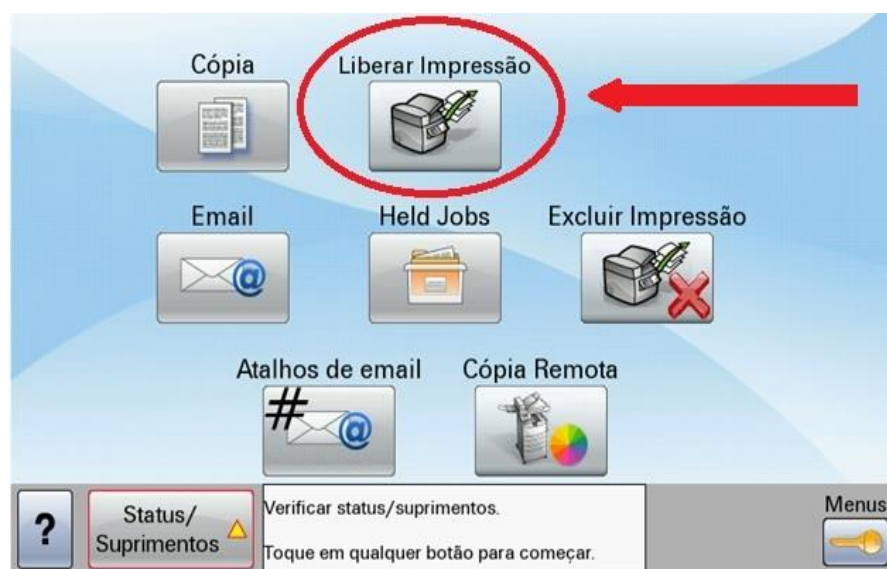 Cópia
Liberar Impressão
Email
Held Jobs
Excluir Impressão
Atalhos de email
Cópia Remota
#
@
@
?
Status/
Suprimentos
Verificar status/suprimentos.
Toque em qualquer botão para começar.
Menus